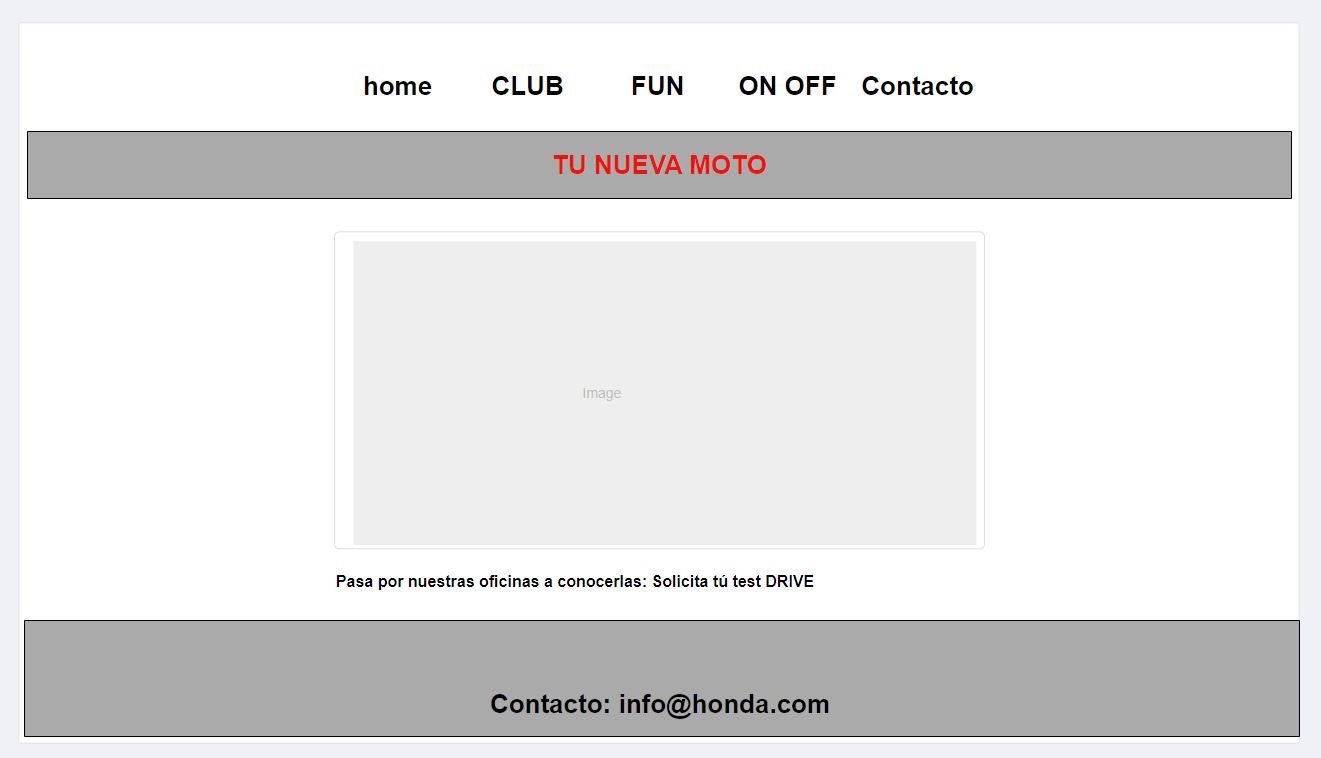 home CLUB FUN ON OFF Contacto
TU NUEVA MOTO
Image
Pasa por nuestras oficinas a conocerlas: Solicita tú test DRIVE
Contacto: info@honda.com